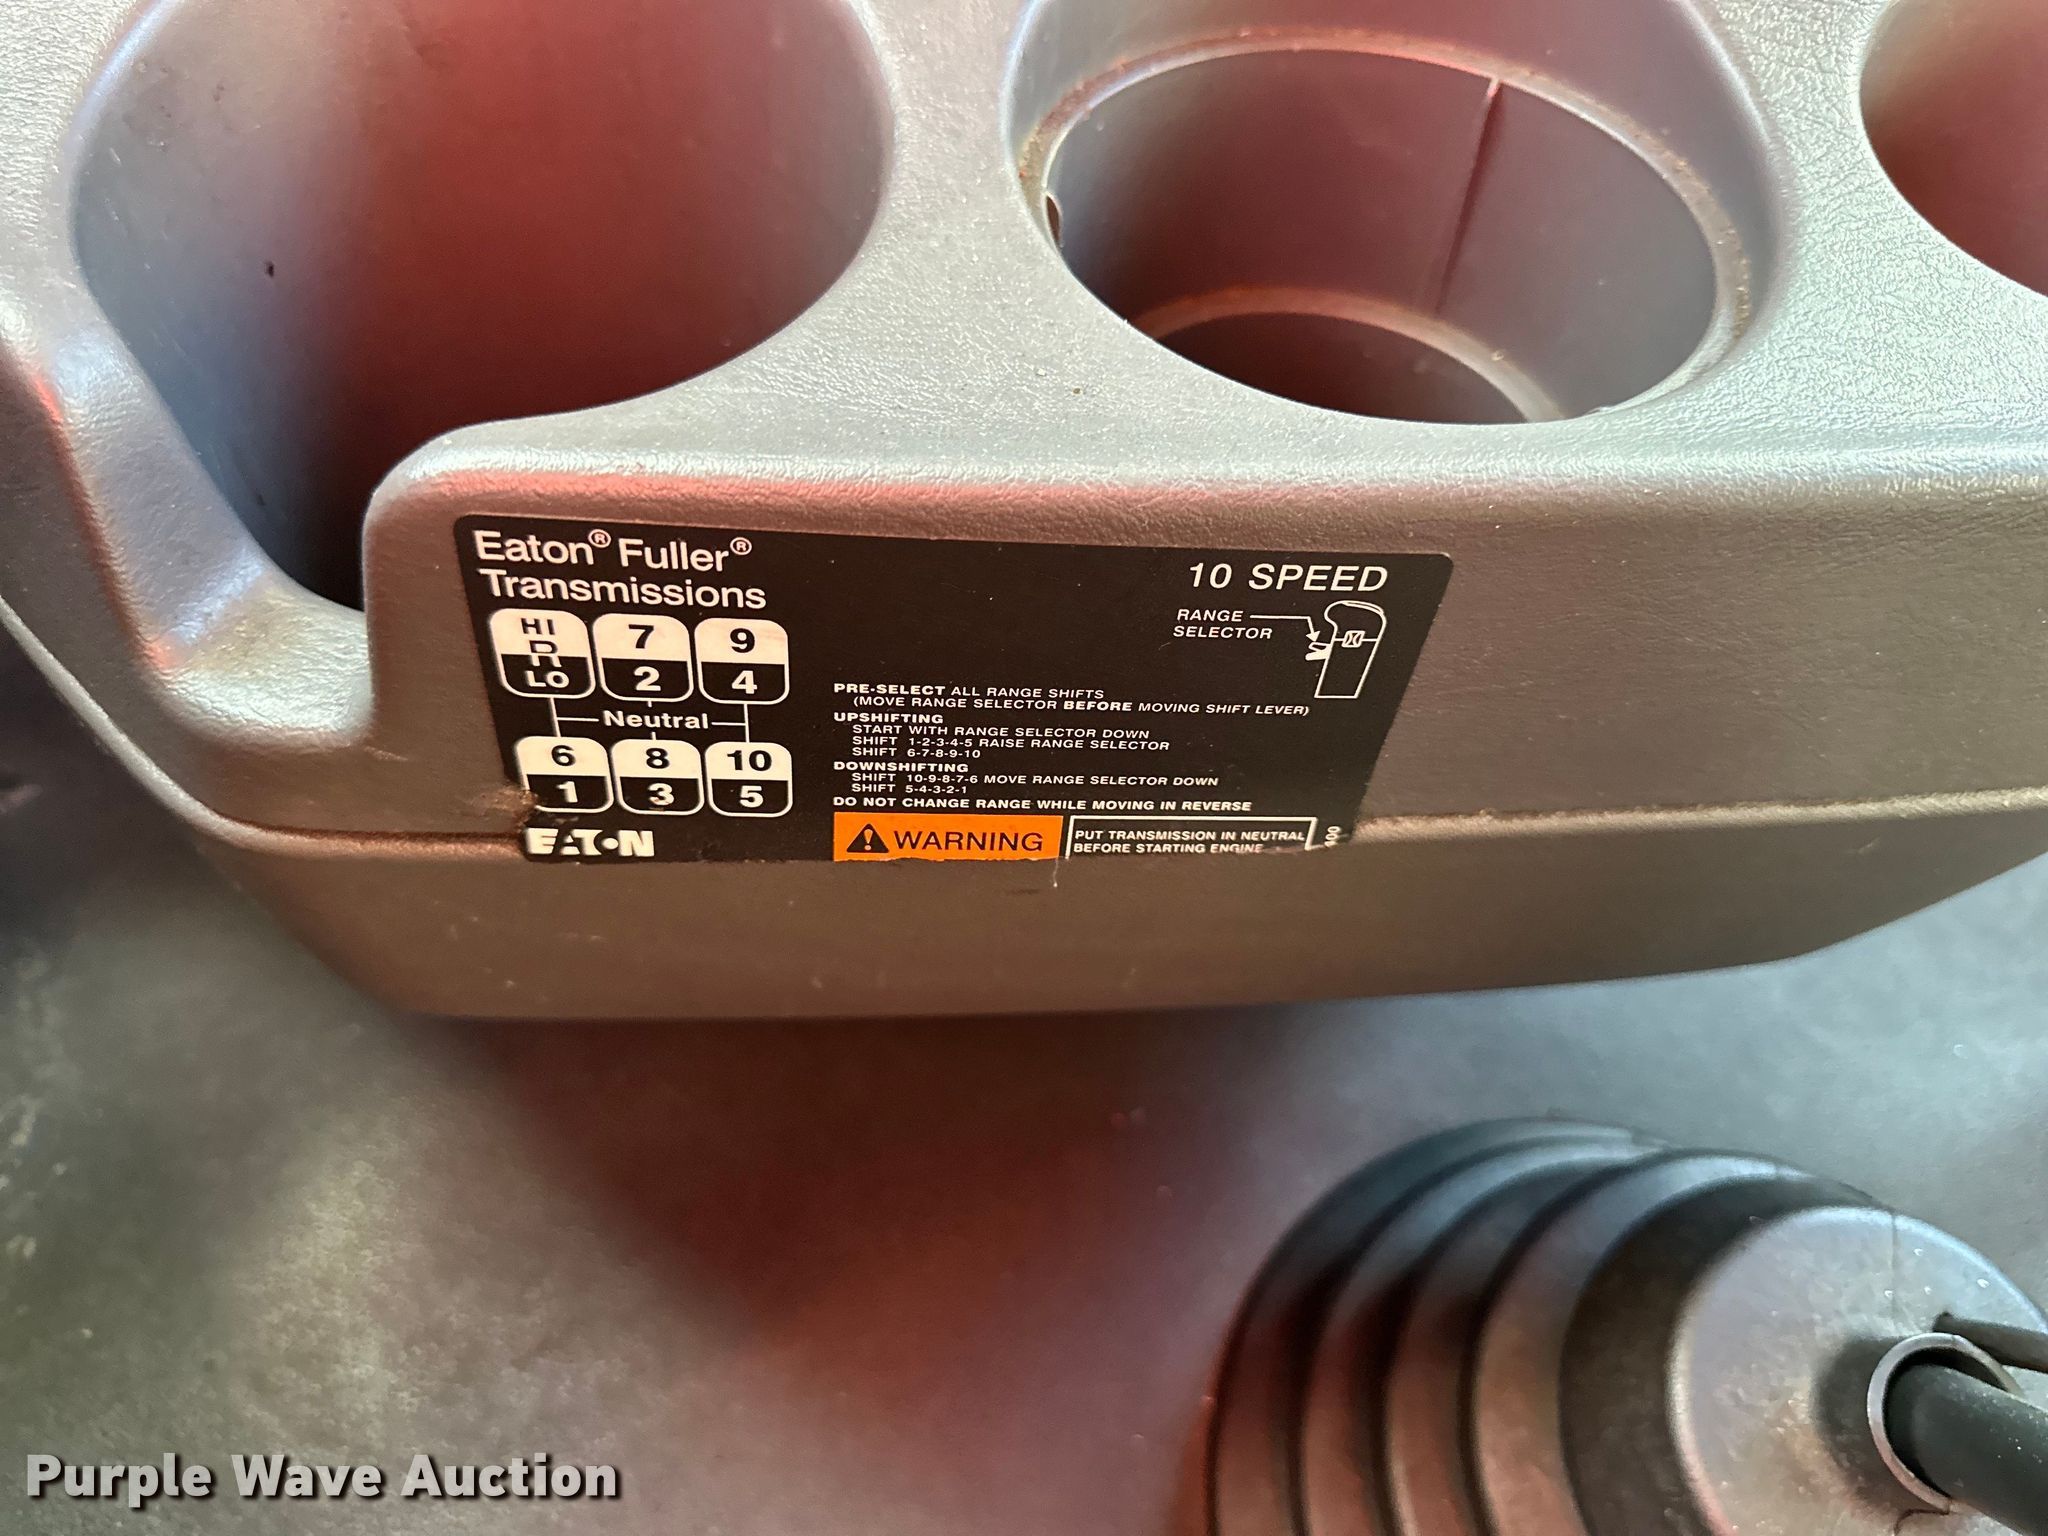 Eaton® Fuller®
Transmissions
HI 7 9
R
LO 2 4
Neutral
6 8 10
1 3 5
EATON
10 SPEED
RANGE
SELECTOR
PRE-SELECT ALL RANGE SHIFTS
(MOVE RANGE SELECTOR BEFORE MOVING SHIFT LEVER)
UPSHIFTING
START WITH RANGE SELECTOR DOWN
SHIFT 1-2-3-4-5 RAISE RANGE SELECTOR
SHIFT 6-7-8-9-10
DOWNSHIFTING
SHIFT 10-9-8-7-6 MOVE RANGE SELECTOR DOWN
SHIFT 5-4-3-2-1
DO NOT CHANGE RANGE WHILE MOVING IN REVERSE
WARNING
PUT TRANSMISSION IN NEUTRAL
BEFORE STARTING ENGINE
Purple Wave Auction